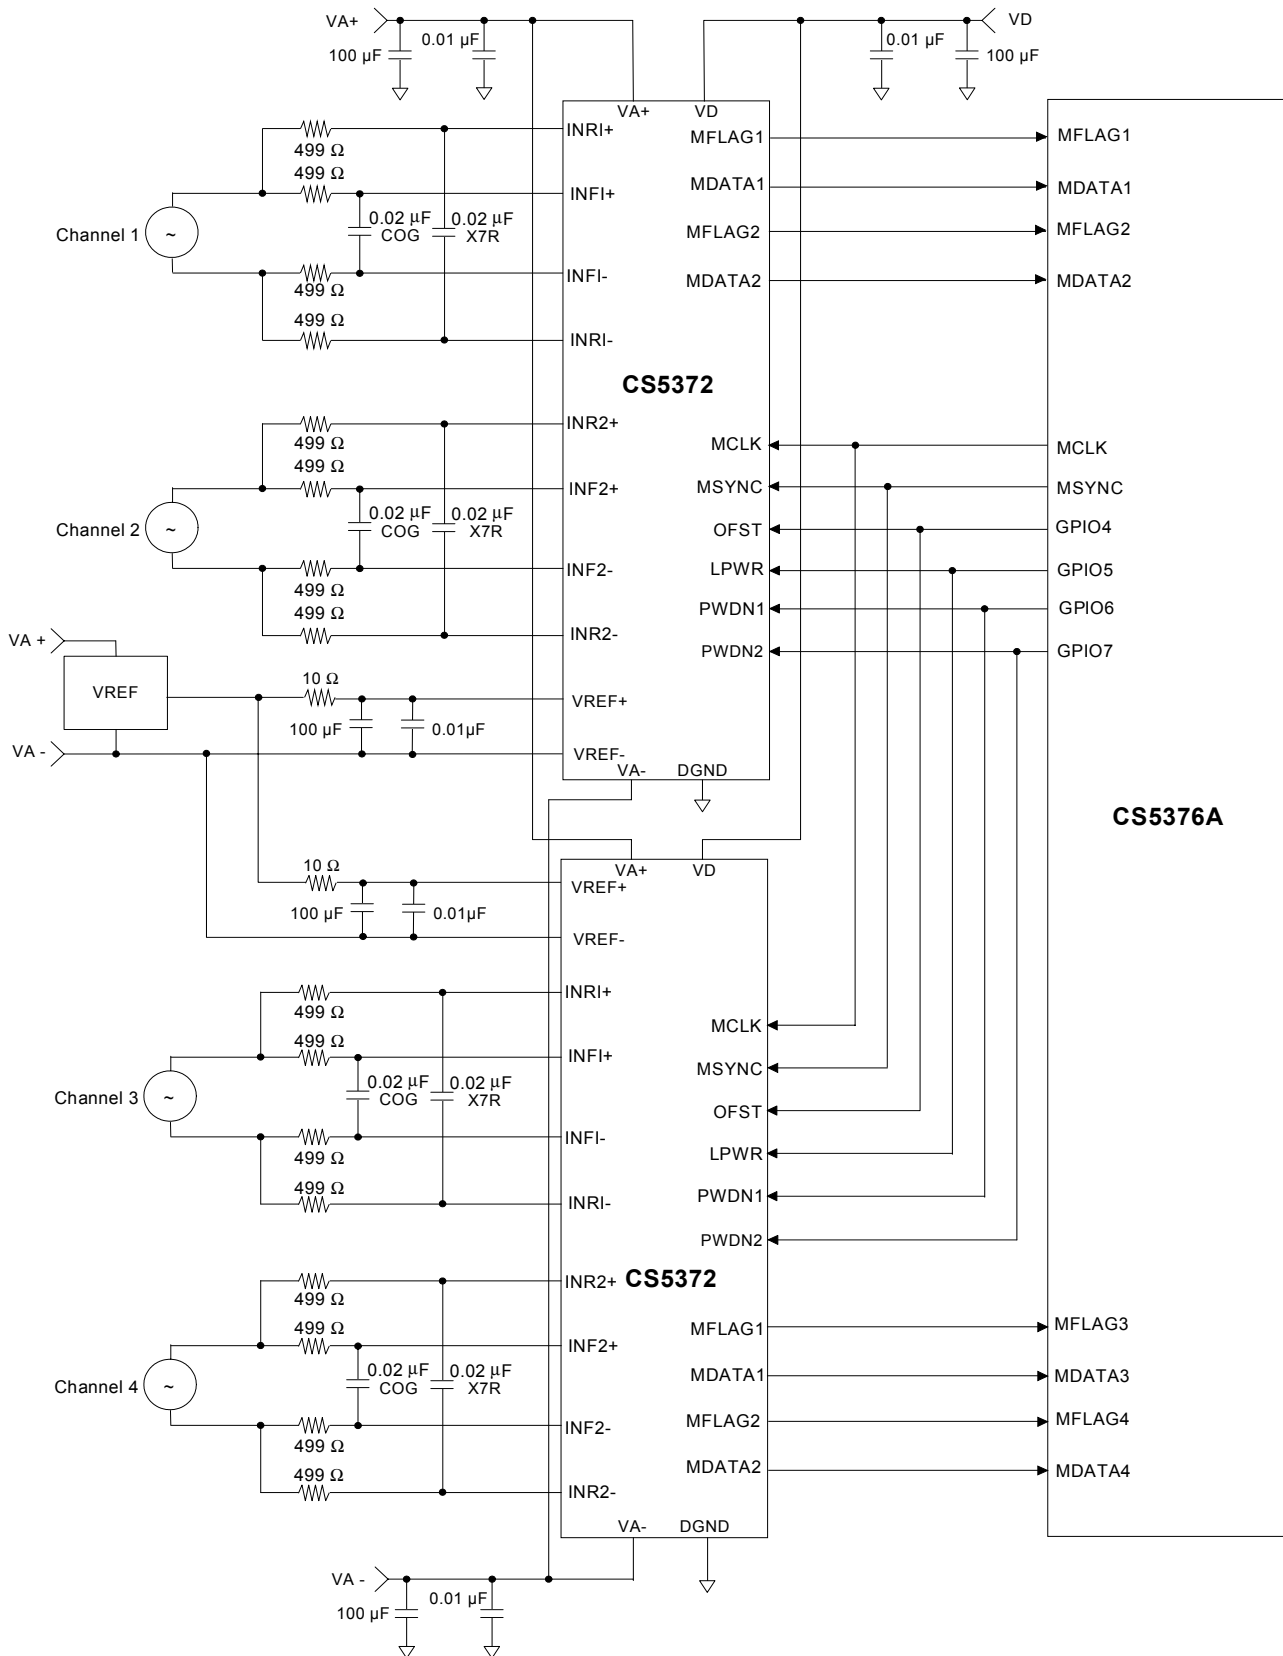 VA+
100 µF
0.01 µF
0.01 µF
100 µF
VD
VA+
VD
INRI+
499 Ω
499 Ω
INFI+
Channel 1
~
0.02 µF
COG
0.02 µF
X7R
INFI-
499 Ω
499 Ω
INRI-
MFLAG1
MDATA1
MFLAG2
MDATA2
MFLAG1
MDATA1
MFLAG2
MDATA2
CS5372
INR2+
499 Ω
499 Ω
INF2+
Channel 2
~
0.02 µF
COG
0.02 µF
X7R
INF2-
499 Ω
499 Ω
INR2-
MCLK
MSYNC
OFST
LPWR
PWDN1
PWDN2
MCLK
MSYNC
GPIO4
GPIO5
GPIO6
GPIO7
VA +
VREF
VA -
10 Ω
100 µF
0.01µF
VREF+
VREF-
VA-
DGND
CS5376A
VA+
VD
10 Ω
100 µF
0.01µF
VREF+
VREF-
INRI+
499 Ω
499 Ω
INFI+
Channel 3
~
0.02 µF
COG
0.02 µF
X7R
INFI-
499 Ω
499 Ω
INRI-
MCLK
MSYNC
OFST
LPWR
PWDN1
PWDN2
CS5372
INR2+
499 Ω
499 Ω
INF2+
Channel 4
~
0.02 µF
COG
0.02 µF
X7R
INF2-
499 Ω
499 Ω
INR2-
MFLAG1
MDATA1
MFLAG2
MDATA2
MFLAG3
MDATA3
MFLAG4
MDATA4
VA-
DGND
VA -
100 µF
0.01 µF